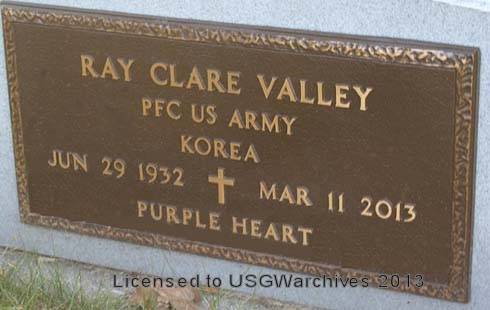 RAY CLARE VALLEY
PFC US ARMY
KOREA
JUN 29 1932 MAR 11 2013
PURPLE HEART
Licensed to USGWarchives 2013